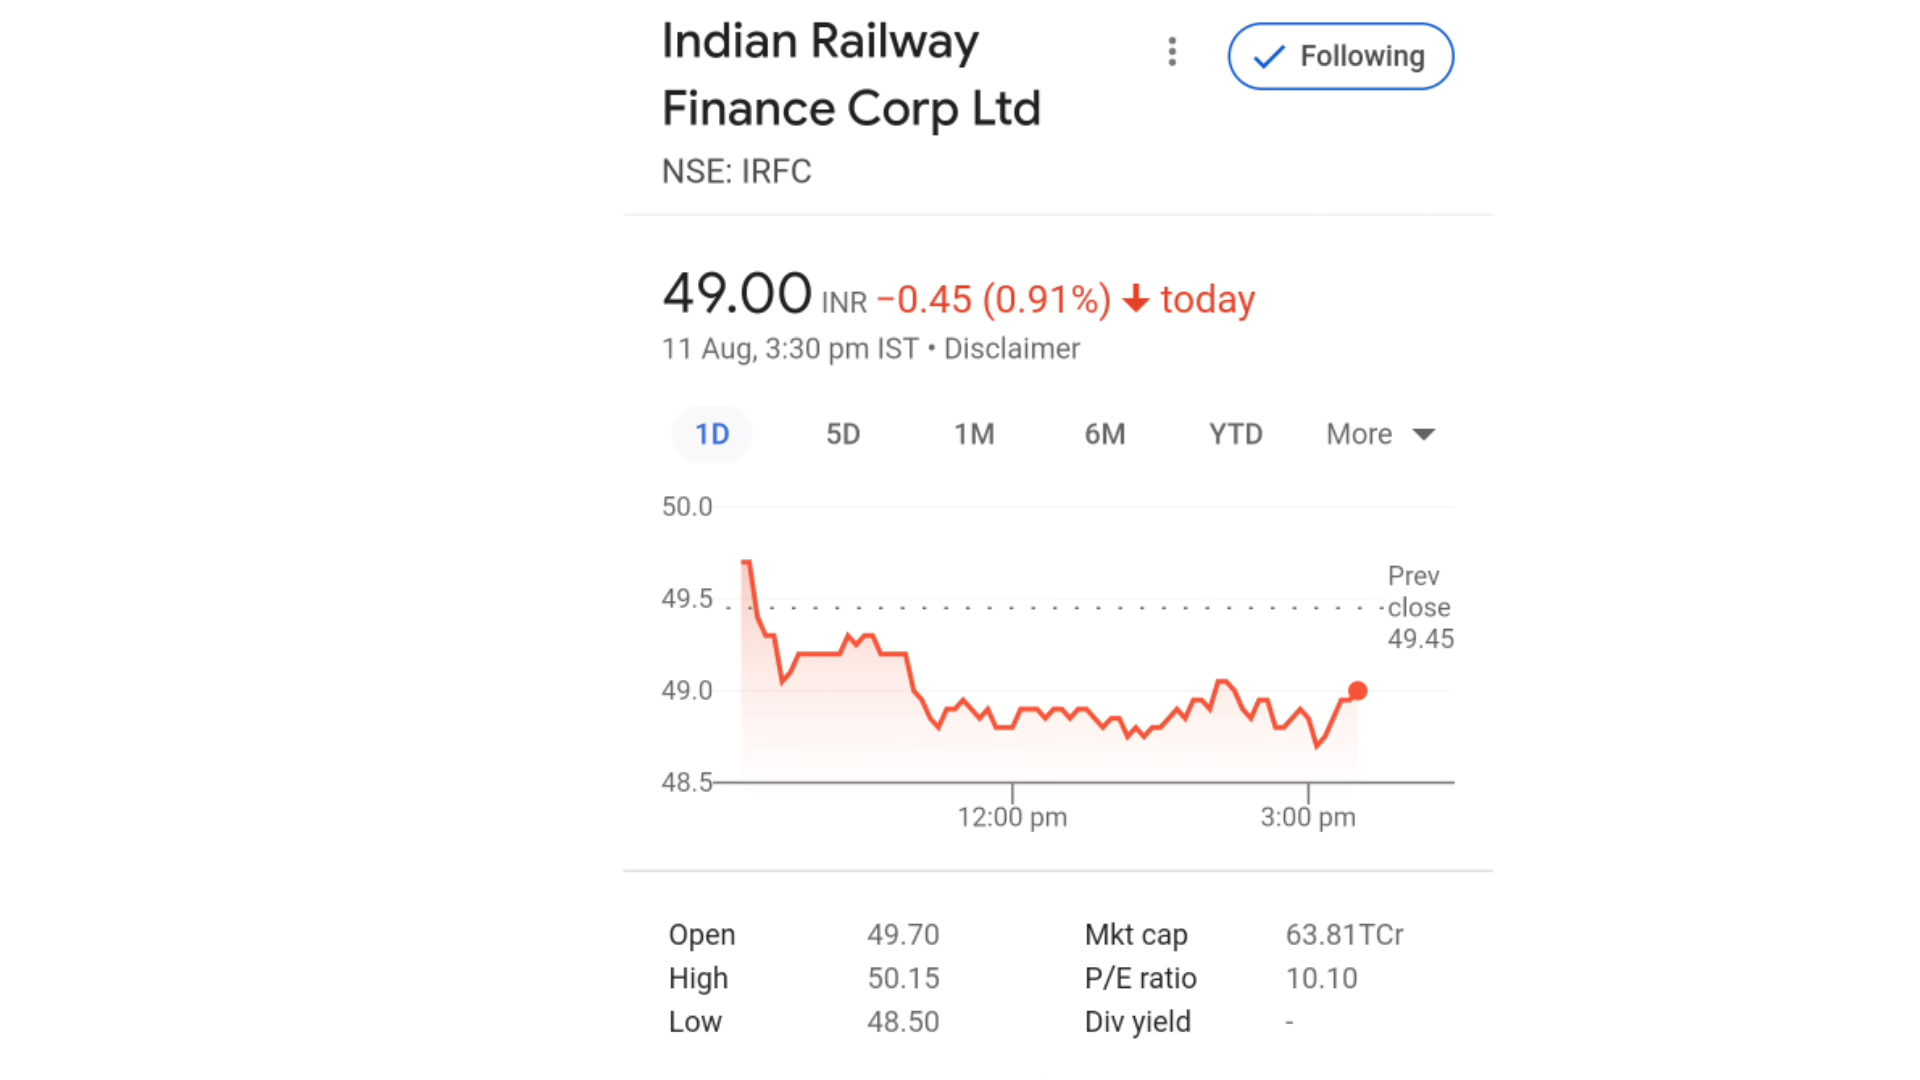 Indian Railway
Finance Corp Ltd
Following
NSE: IRFC
49.00 INR −0.45 (0.91%) ↓ today
11 Aug, 3:30 pm IST • Disclaimer
1D 5D 1M 6M YTD More
50.0
49.5
49.0
48.5
Prev
close
49.45
12:00 pm 3:00 pm
Open 49.70 Mkt cap 63.81TCr
High 50.15 P/E ratio 10.10
Low 48.50 Div yield -